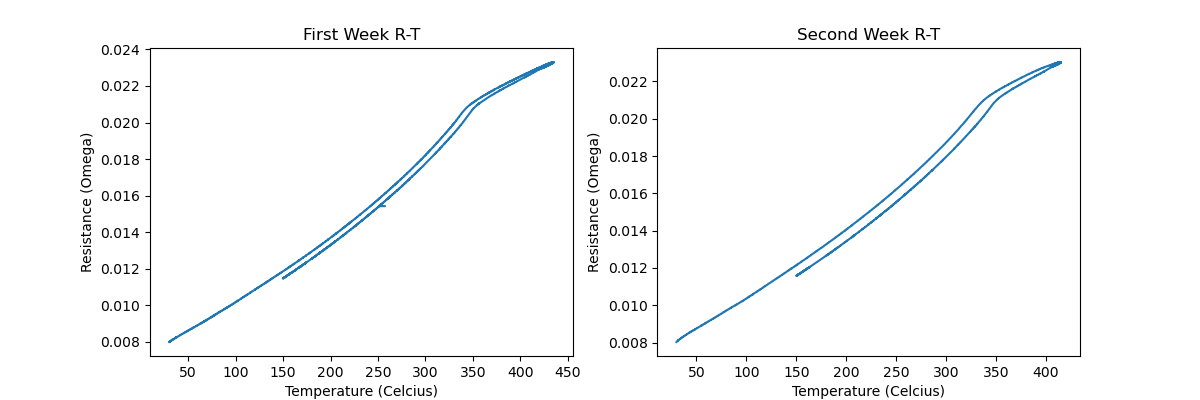 First Week R-T
Second Week R-T
0.024
0.022
0.020
0.018
0.016
0.014
0.012
0.010
0.008
Resistance (Omega)
50 100 150 200 250 300 350 400 450
Temperature (Celcius)
0.022
0.020
0.018
0.016
0.014
0.012
0.010
0.008
Resistance (Omega)
50 100 150 200 250 300 350 400
Temperature (Celcius)